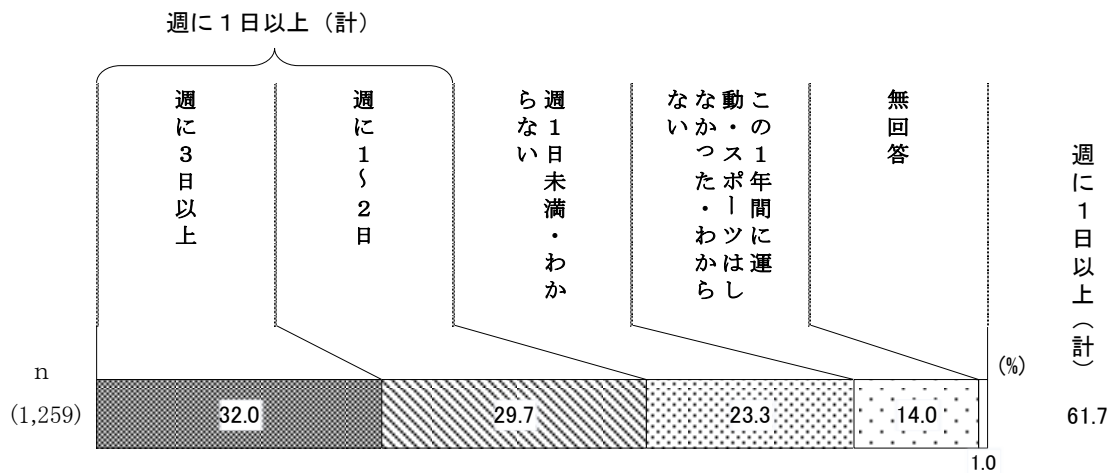 週に１日以上（計）
週に３日以上
週に１～２日
週１日未満・わか
らない
この１年間に運
動・スポーツはし
なかった・わから
ない
無回答
週に１日以上（計）
(%)
n
(1,259)
32.0
29.7
23.3
14.0
1.0
61.7